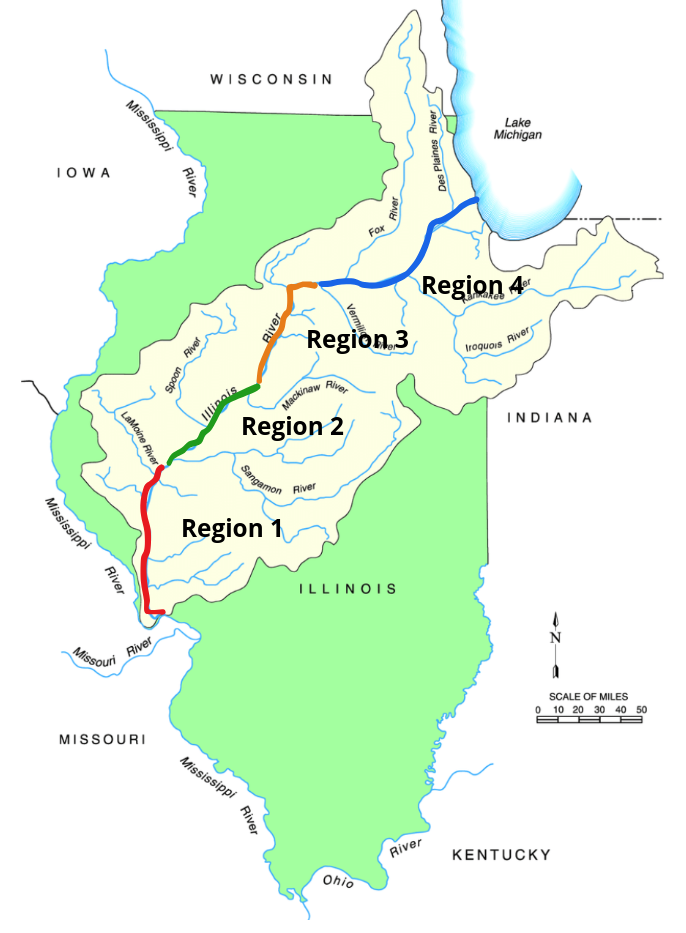 WISCONSIN
Lake
Michigan
Mississippi
River
IOWA
Des Plaines River
Fox
River
Region 4
Kankakee River
Vermilion River
Region 3
Iroquois River
River
Spoon River
Illinois
Mackinaw River
INDIANA
LaMoine River
Region 2
Sangamon River
Mississippi
River
Region 1
ILLINOIS
N
Missouri River
SCALE OF MILES
0 10 20 30 40 50
MISSOURI
Mississippi
River
River
KENTUCKY
Ohio